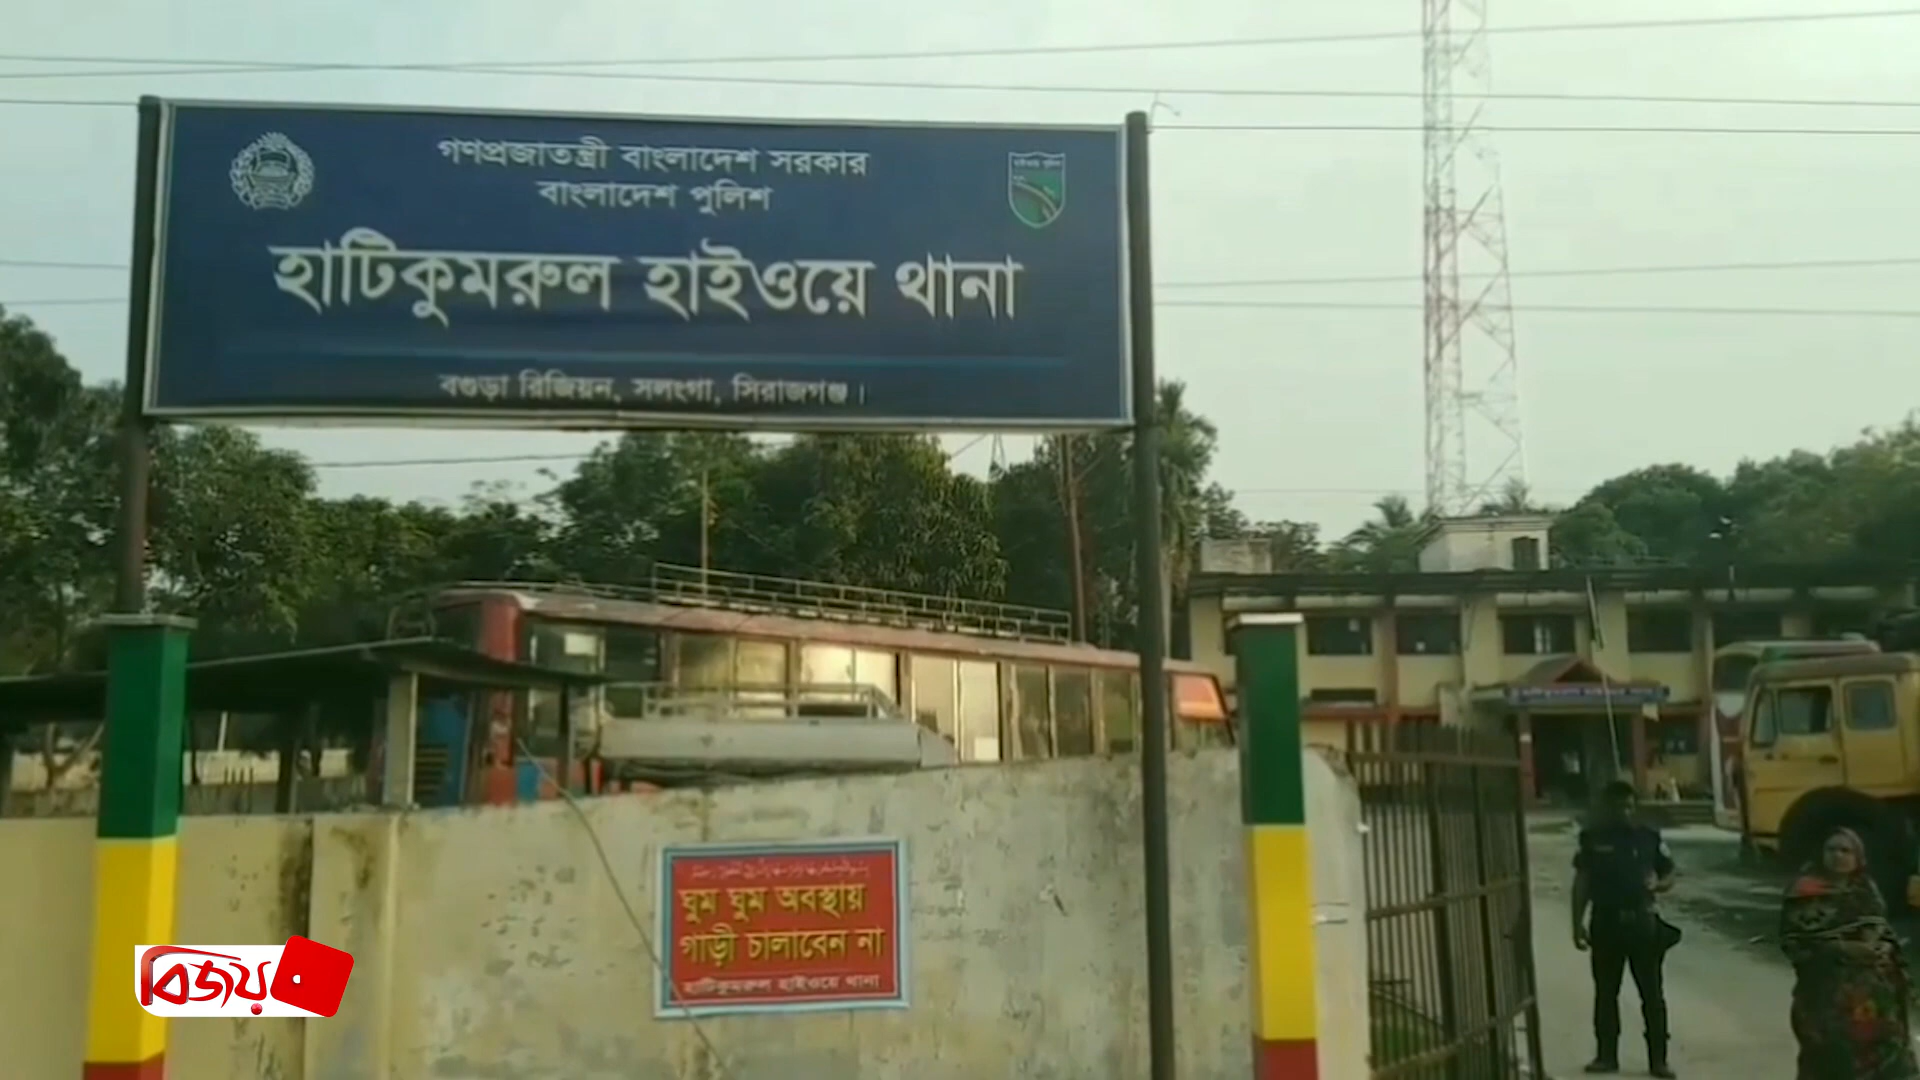 গণপ্রজাতন্ত্রী বাংলাদেশ সরকার
বাংলাদেশ পুলিশ
হাটিকুমরুল হাইওয়ে থানা
বগুড়া রিজিয়ন, সলংগা, সিরাজগঞ্জ।
ঘুম ঘুম অবস্থায়
গাড়ী চালাবেন না
হাটিকুমরুল হাইওয়ে থানা
বিজয়